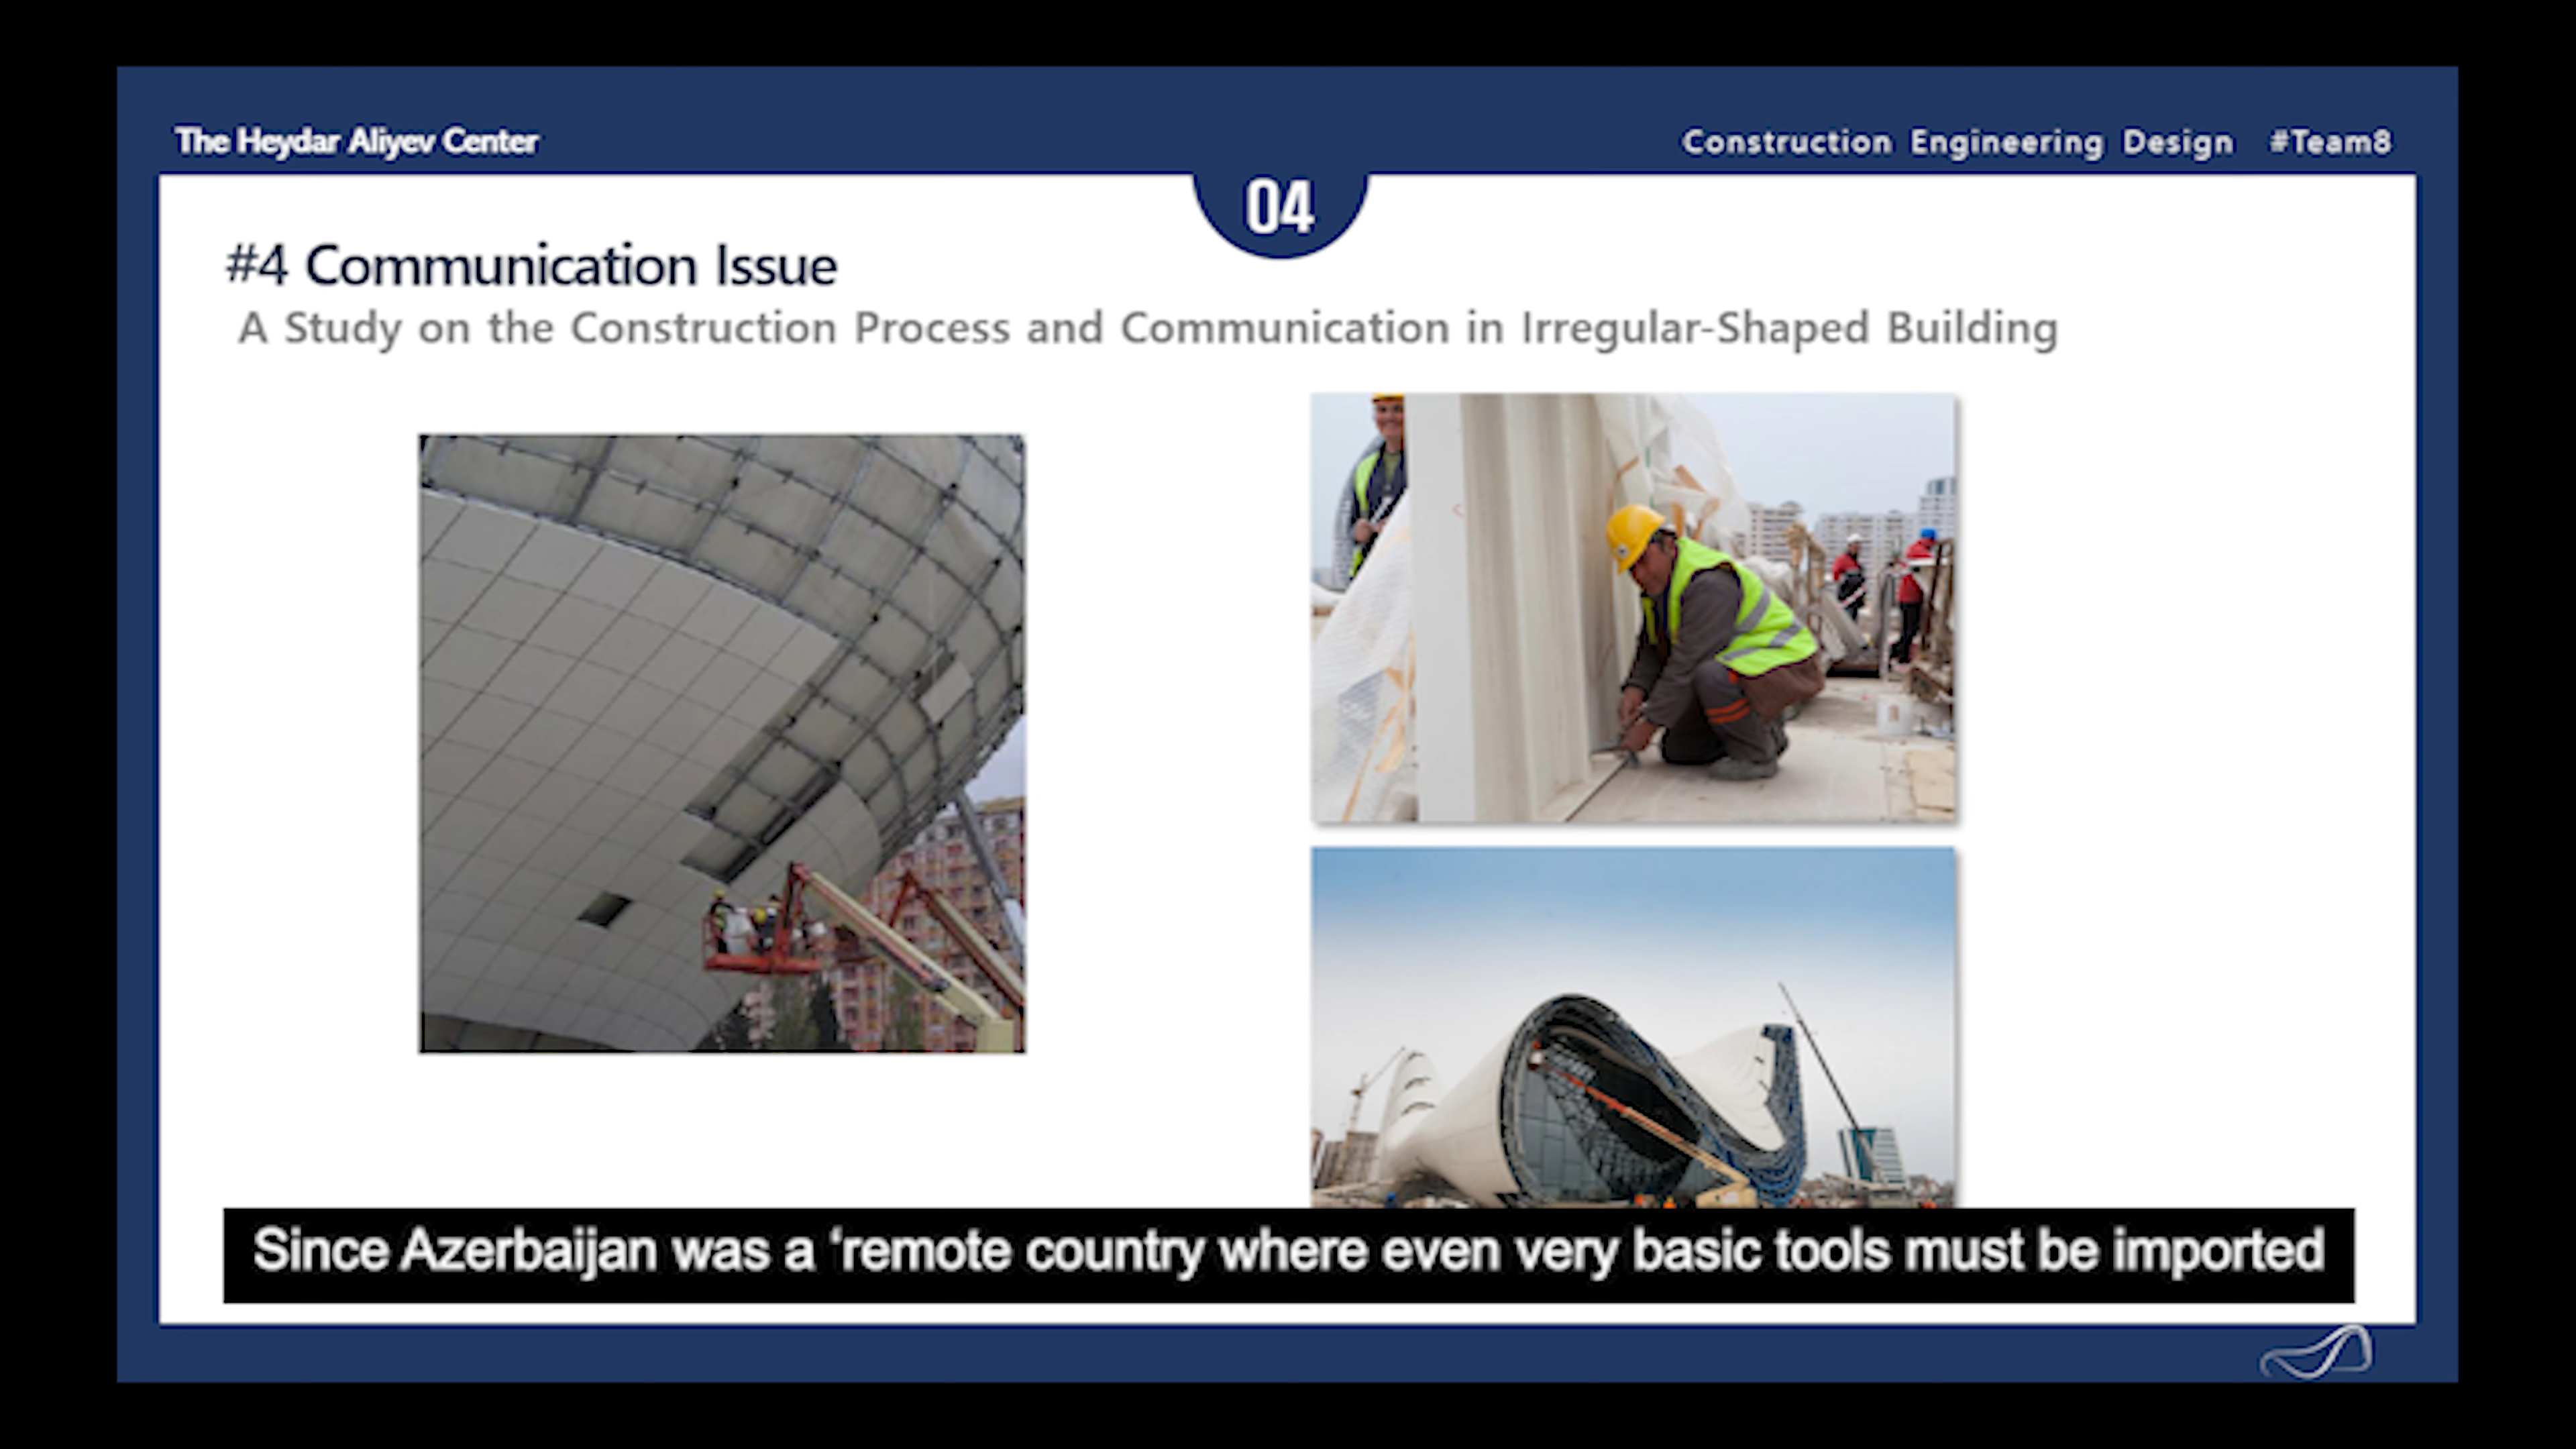 The Heydar Aliyev Center
Construction Engineering Design #Team8
04
#4 Communication Issue
A Study on the Construction Process and Communication in Irregular-Shaped Building
Since Azerbaijan was a ‘remote country where even very basic tools must be imported